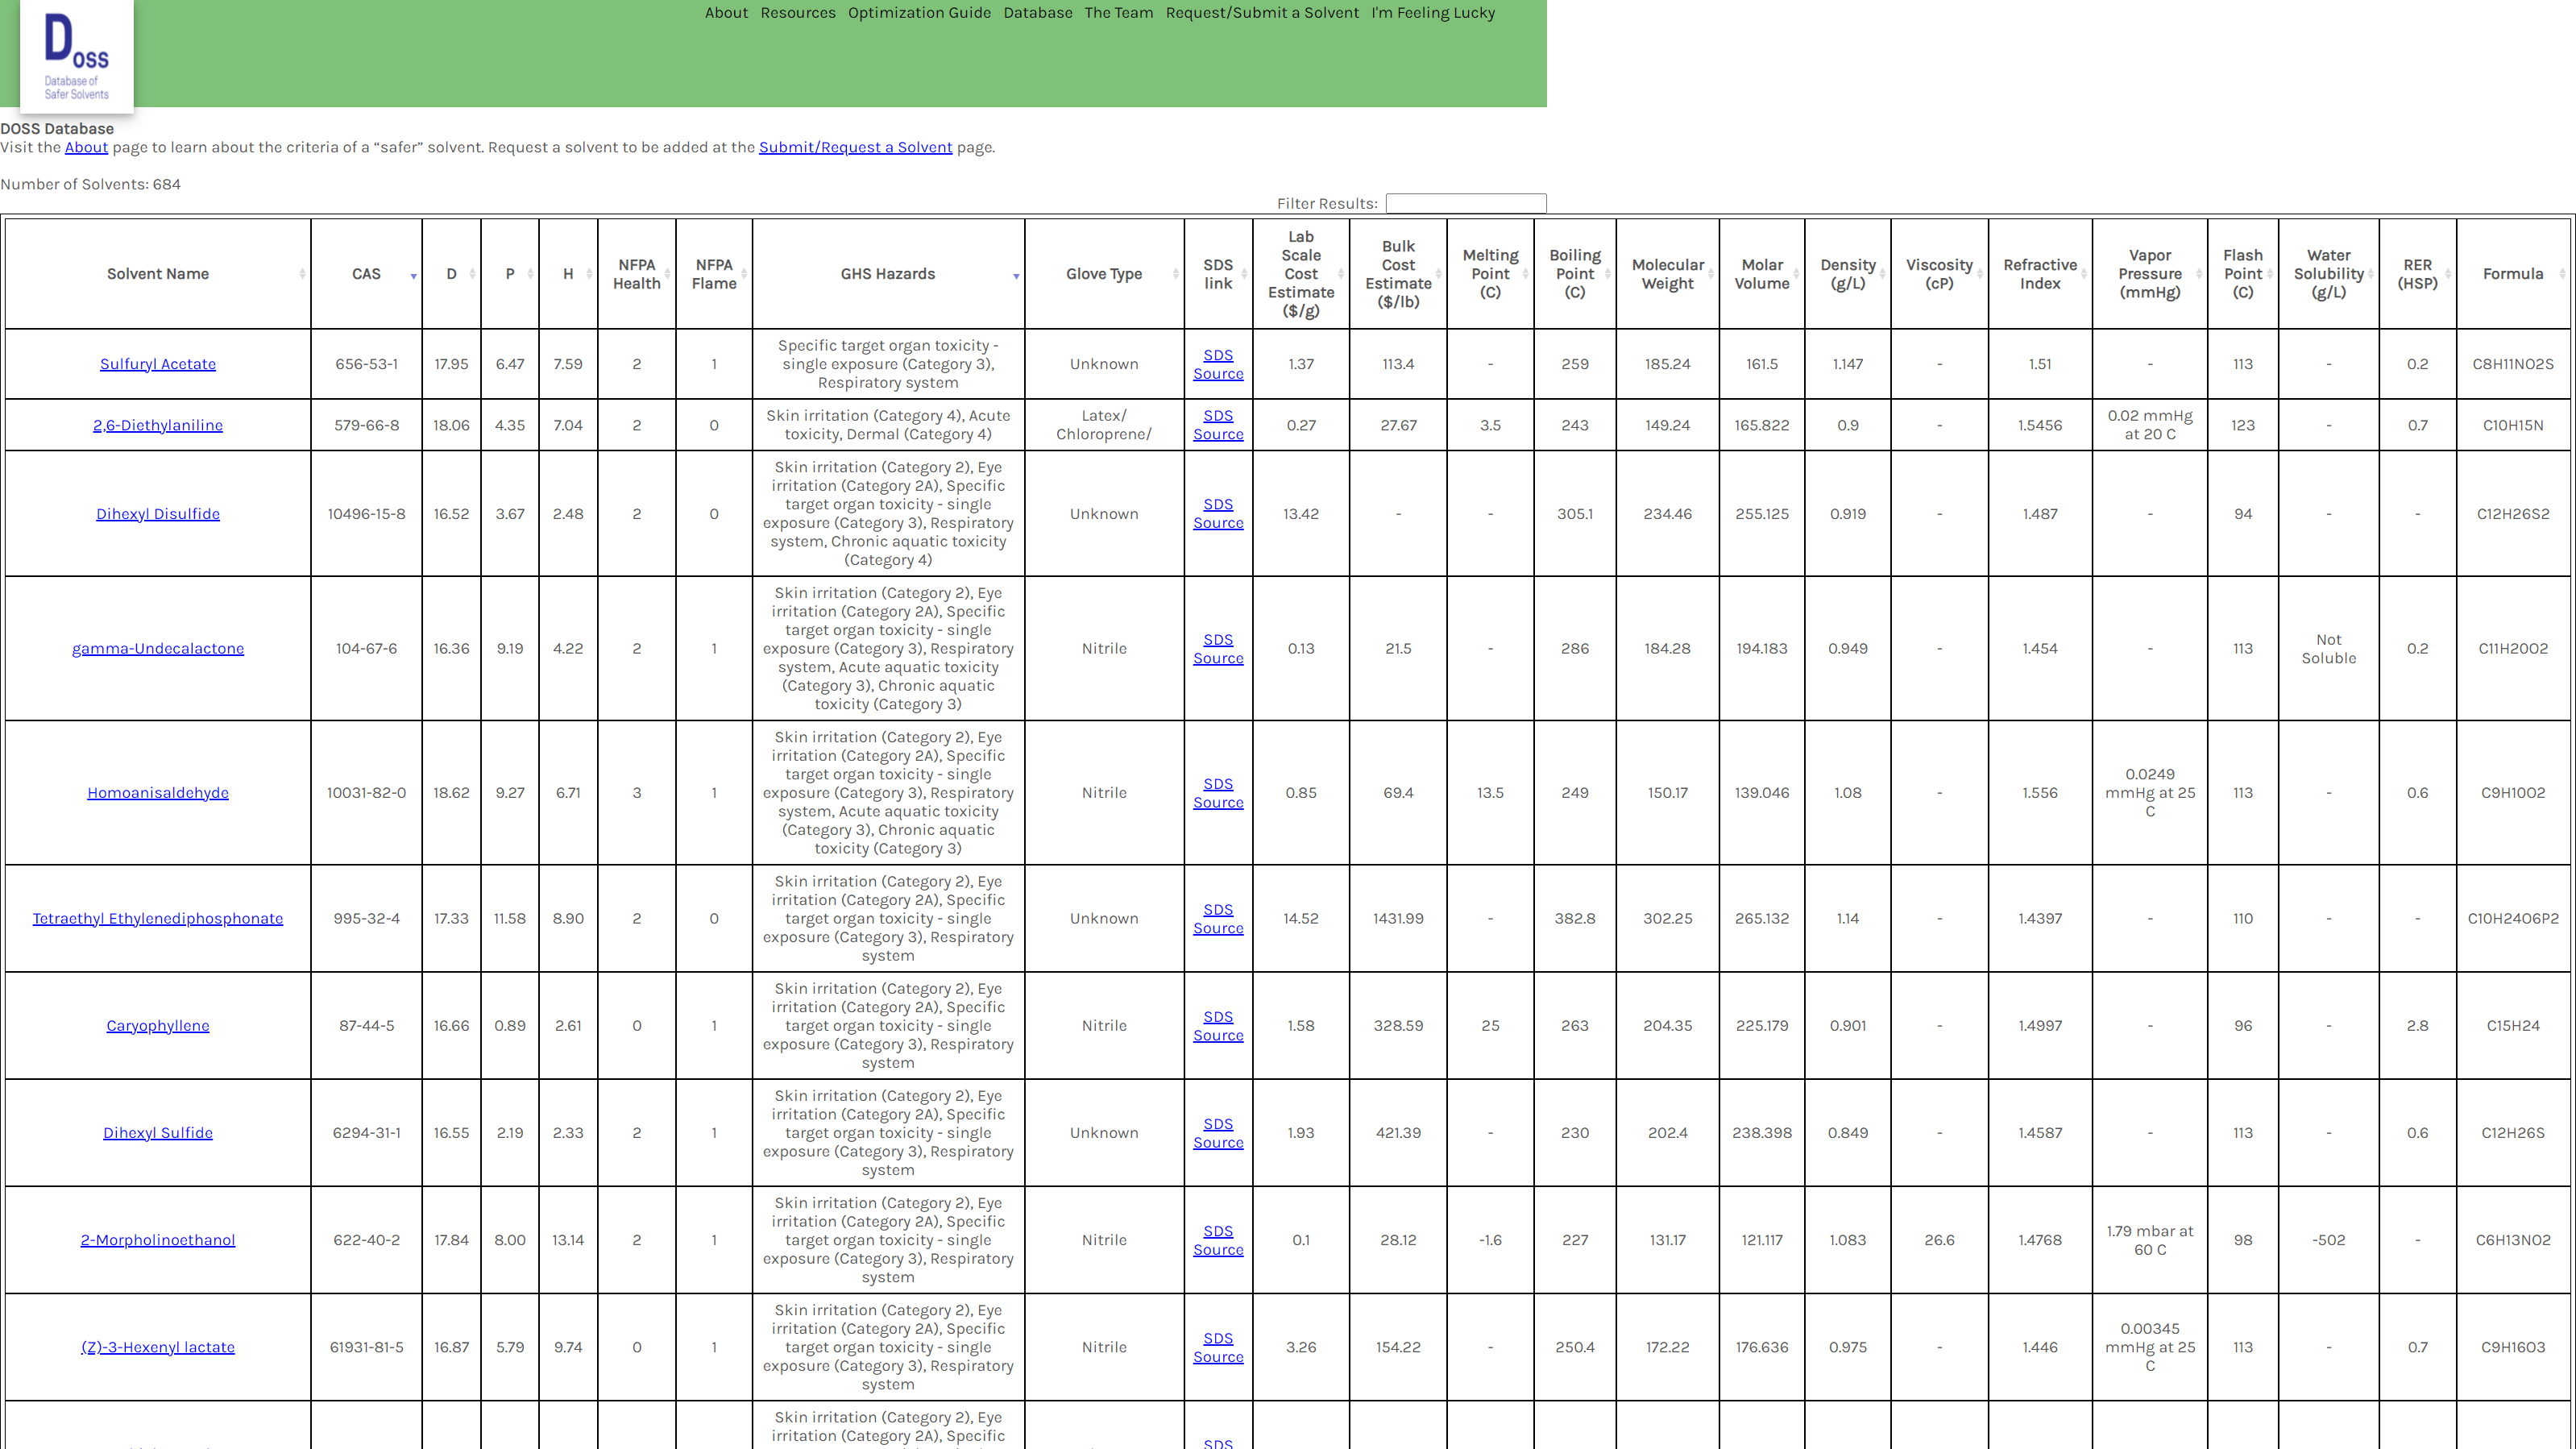 About Resources Optimization Guide Database The Team Request/Submit a Solvent I'm Feeling Lucky
Doss
Database of
Safer Solvents
DOSS Database
Visit the About page to learn about the criteria of a “safer” solvent. Request a solvent to be added at the Submit/Request a Solvent page.
Number of Solvents: 684
Filter Results:
Solvent Name CAS D P H NFPA Health NFPA Flame GHS Hazards Glove Type SDS link Lab Scale Cost Estimate ($/g) Bulk Cost Estimate ($/lb) Melting Point (C) Boiling Point (C) Molecular Weight Molar Volume Density (g/L) Viscosity (cP) Refractive Index Vapor Pressure (mmHg) Flash Point (C) Water Solubility (g/L) RER (HSP) Formula
Sulfuryl Acetate 656-53-1 17.95 6.47 7.59 2 1 Specific target organ toxicity - single exposure (Category 3), Respiratory system Unknown SDS Source 1.37 113.4 - 259 185.24 161.5 1.147 - 1.51 - 113 - 0.2 C8H11NO2S
2,6-Diethylaniline 579-66-8 18.06 4.35 7.04 2 0 Skin irritation (Category 4), Acute toxicity, Dermal (Category 4) Latex/ Chloroprene/ SDS Source 0.27 27.67 3.5 243 149.24 165.822 0.9 - 1.5456 0.02 mmHg at 20 C 123 - 0.7 C10H15N
Dihexyl Disulfide 10496-15-8 16.52 3.67 2.48 2 0 Skin irritation (Category 2), Eye irritation (Category 2A), Specific target organ toxicity - single exposure (Category 3), Respiratory system, Chronic aquatic toxicity (Category 4) Unknown SDS Source 13.42 - - 305.1 234.46 255.125 0.919 - 1.487 - 94 - - C12H26S2
gamma-Undecalactone 104-67-6 16.36 9.19 4.22 2 1 Skin irritation (Category 2), Eye irritation (Category 2A), Specific target organ toxicity - single exposure (Category 3), Respiratory system, Acute aquatic toxicity (Category 3), Chronic aquatic toxicity (Category 3) Nitrile SDS Source 0.13 21.5 - 286 184.28 194.183 0.949 - 1.454 - 113 Not Soluble 0.2 C11H20O2
Homoanisaldehyde 10031-82-0 18.62 9.27 6.71 3 1 Skin irritation (Category 2), Eye irritation (Category 2A), Specific target organ toxicity - single exposure (Category 3), Respiratory system, Acute aquatic toxicity (Category 3), Chronic aquatic toxicity (Category 3) Nitrile SDS Source 0.85 69.4 13.5 249 150.17 139.046 1.08 - 1.556 0.0249 mmHg at 25 C 113 - 0.6 C9H10O2
Tetraethyl Ethylenediphosphonate 995-32-4 17.33 11.58 8.90 2 0 Skin irritation (Category 2), Eye irritation (Category 2A), Specific target organ toxicity - single exposure (Category 3), Respiratory system Unknown SDS Source 14.52 1431.99 - 382.8 302.25 265.132 1.14 - 1.4397 - 110 - - C10H24O6P2
Caryophyllene 87-44-5 16.66 0.89 2.61 0 1 Skin irritation (Category 2), Eye irritation (Category 2A), Specific target organ toxicity - single exposure (Category 3), Respiratory system Nitrile SDS Source 1.58 328.59 25 263 204.35 225.179 0.901 - 1.4997 - 96 - 2.8 C15H24
Dihexyl Sulfide 6294-31-1 16.55 2.19 2.33 2 1 Skin irritation (Category 2), Eye irritation (Category 2A), Specific target organ toxicity - single exposure (Category 3), Respiratory system Unknown SDS Source 1.93 421.39 - 230 202.4 238.398 0.849 - 1.4587 - 113 - 0.6 C12H26S
2-Morpholinoethanol 622-40-2 17.84 8.00 13.14 2 1 Skin irritation (Category 2), Eye irritation (Category 2A), Specific target organ toxicity - single exposure (Category 3), Respiratory system Nitrile SDS Source 0.1 28.12 -1.6 227 131.17 121.117 1.083 26.6 1.4768 1.79 mbar at 60 C 98 -502 - C6H13NO2
(Z)-3-Hexenyl lactate 61931-81-5 16.87 5.79 9.74 0 1 Skin irritation (Category 2), Eye irritation (Category 2A), Specific target organ toxicity - single exposure (Category 3), Respiratory system Nitrile SDS Source 3.26 154.22 - 250.4 172.22 176.636 0.975 - 1.446 0.00345 mmHg at 25 C 113 - 0.7 C9H16O3
Skin irritation (Category 2), Eye irritation (Category 2A), Specific SDS